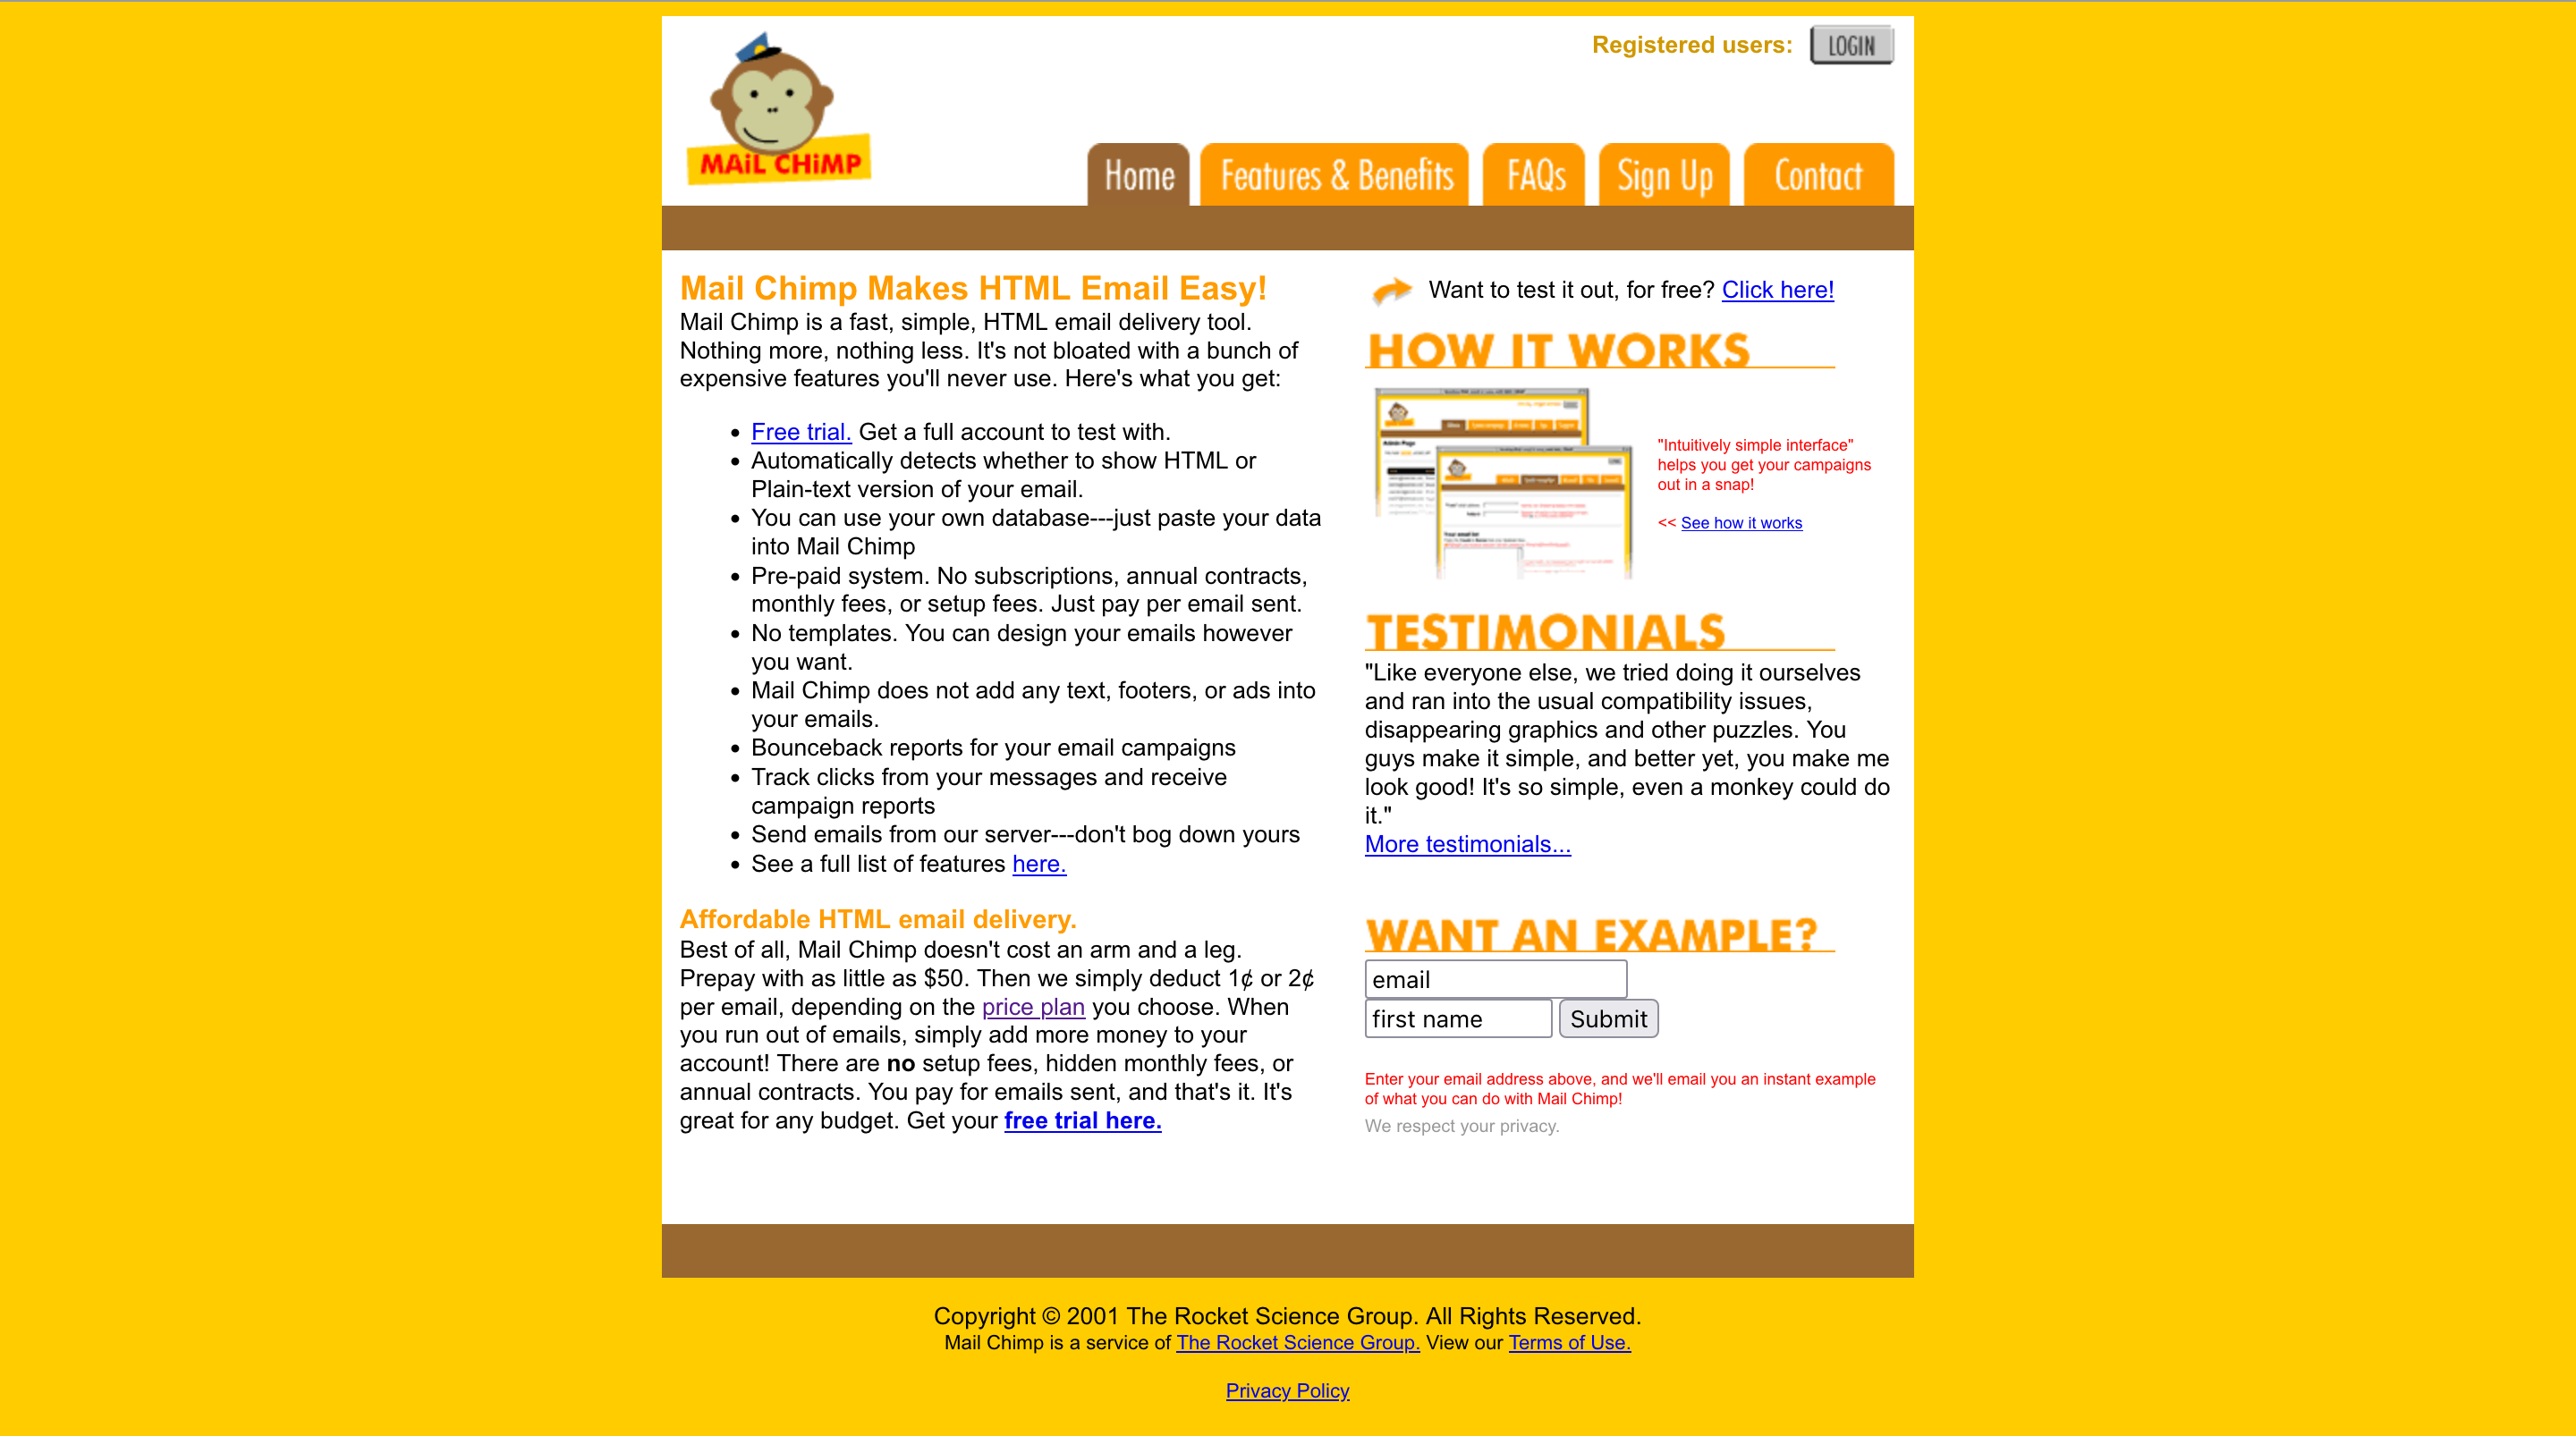 Registered users: LOGIN
MAiL CHiMP
Home Features & Benefits FAQs Sign Up Contact
Mail Chimp Makes HTML Email Easy!
Mail Chimp is a fast, simple, HTML email delivery tool.
Nothing more, nothing less. It's not bloated with a bunch of
expensive features you'll never use. Here's what you get:
• Free trial. Get a full account to test with.
• Automatically detects whether to show HTML or
Plain-text version of your email.
• You can use your own database---just paste your data
into Mail Chimp
• Pre-paid system. No subscriptions, annual contracts,
monthly fees, or setup fees. Just pay per email sent.
• No templates. You can design your emails however
you want.
• Mail Chimp does not add any text, footers, or ads into
your emails.
• Bounceback reports for your email campaigns
• Track clicks from your messages and receive
campaign reports
• Send emails from our server---don't bog down yours
• See a full list of features here.
Affordable HTML email delivery.
Best of all, Mail Chimp doesn't cost an arm and a leg.
Prepay with as little as $50. Then we simply deduct 1¢ or 2¢
per email, depending on the price plan you choose. When
you run out of emails, simply add more money to your
account! There are no setup fees, hidden monthly fees, or
annual contracts. You pay for emails sent, and that's it. It's
great for any budget. Get your free trial here.
Want to test it out, for free? Click here!
HOW IT WORKS
"Intuitively simple interface"
helps you get your campaigns
out in a snap!
<< See how it works
TESTIMONIALS
"Like everyone else, we tried doing it ourselves
and ran into the usual compatibility issues,
disappearing graphics and other puzzles. You
guys make it simple, and better yet, you make me
look good! It's so simple, even a monkey could do
it."
More testimonials...
WANT AN EXAMPLE?
email
first name Submit
Enter your email address above, and we'll email you an instant example
of what you can do with Mail Chimp!
We respect your privacy.
Copyright © 2001 The Rocket Science Group. All Rights Reserved.
Mail Chimp is a service of The Rocket Science Group. View our Terms of Use.
Privacy Policy